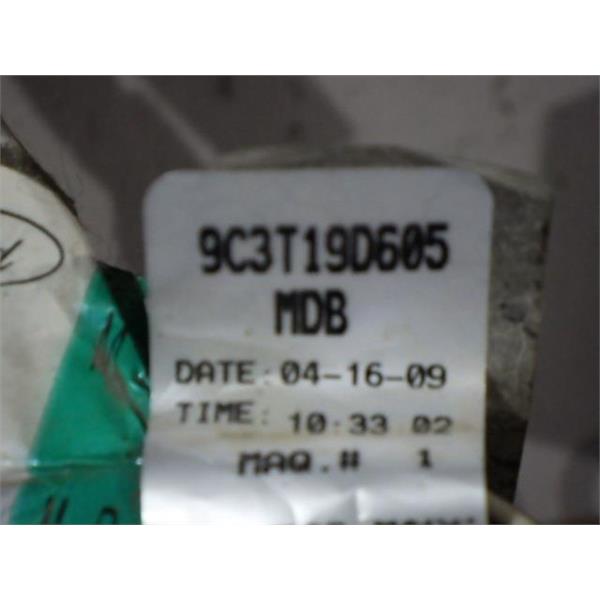 9C3T19D605
MDB
DATE: 04-16-09
TIME: 10:33 02
MAQ.# 1